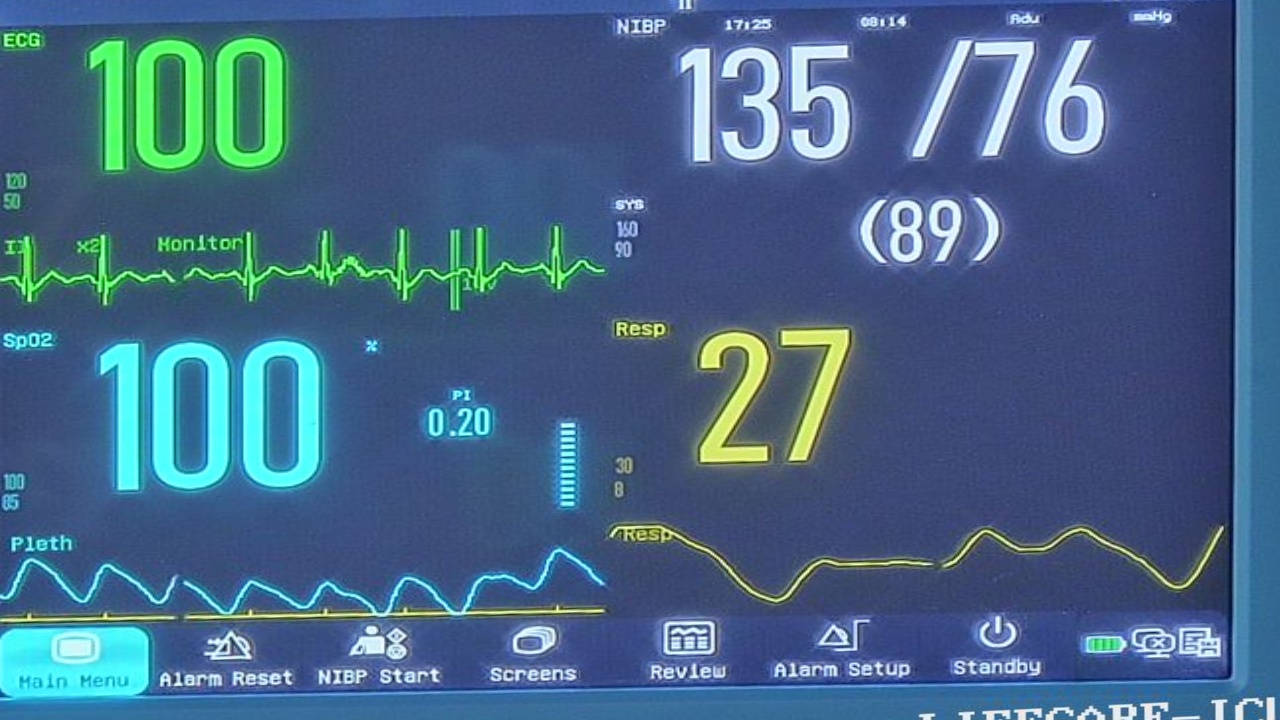 ECG
100
120
50
II
x2
Monitor
NIBP 17:25 08:14 Adu mmHg
135 /76
SYS
160
90
(89)
SpO2
100
%
PI
0.20
100
85
Pleth
Resp
27
30
8
Resp
Main Menu
Alarm Reset
NIBP Start
Screens
Review
Alarm Setup
Standby